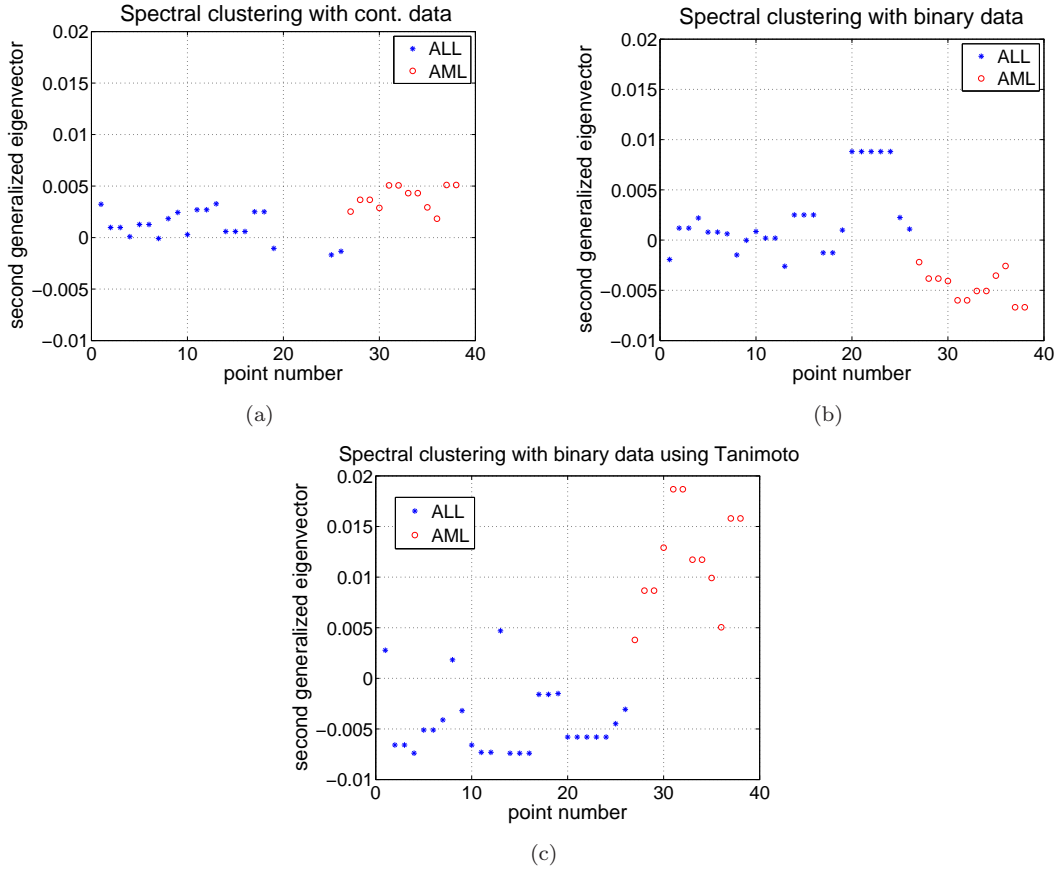 Spectral clustering with cont. data
0.02
0.015
0.01
0.005
0
−0.005
−0.01
second generalized eigenvector
ALL
AML
0 10 20 30 40
point number
(a)
Spectral clustering with binary data
0.02
0.015
0.01
0.005
0
−0.005
−0.01
second generalized eigenvector
ALL
AML
0 10 20 30 40
point number
(b)
Spectral clustering with binary data using Tanimoto
0.02
0.015
0.01
0.005
0
−0.005
−0.01
second generalized eigenvector
ALL
AML
0 10 20 30 40
point number
(c)